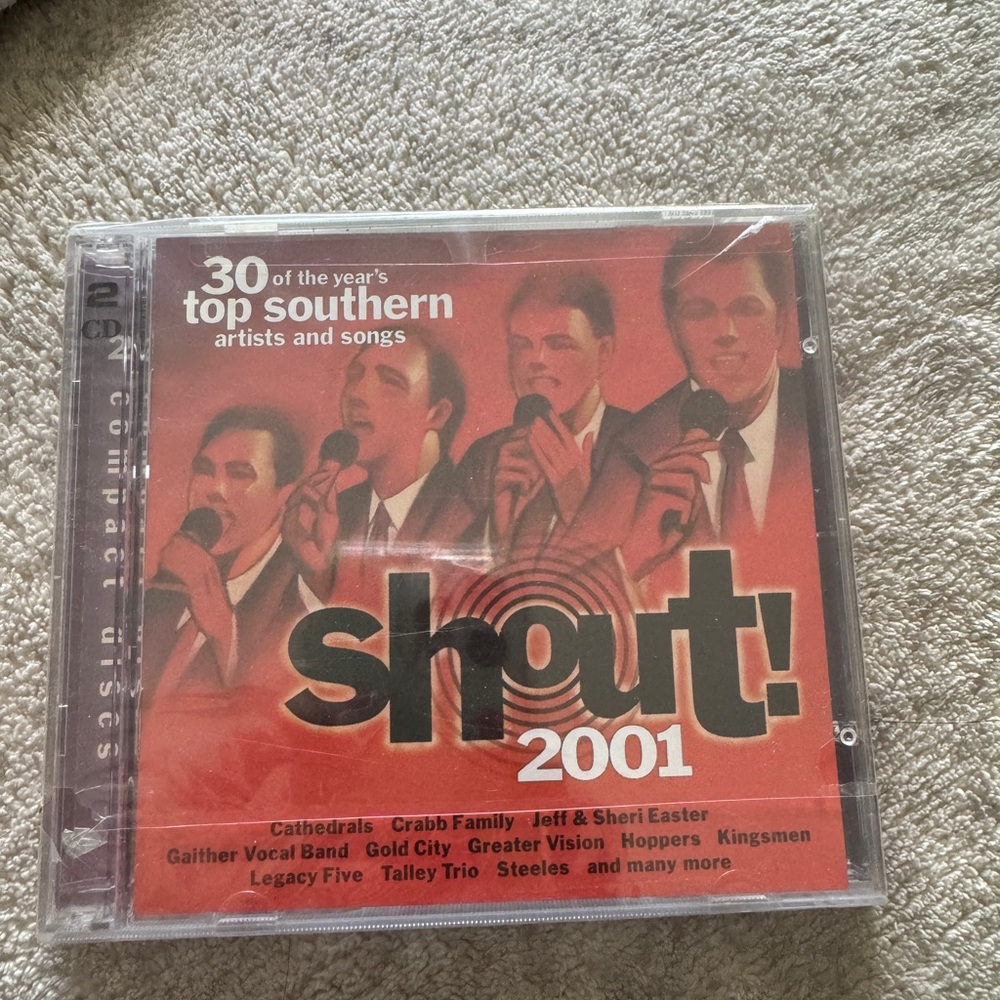 30 of the year's
top southern
artists and songs
2
CD
2 compact discs
shout!
2001
Cathedrals Crabb Family Jeff & Sheri Easter
Gaither Vocal Band Gold City Greater Vision Hoppers Kingsmen
Legacy Five Talley Trio Steeles and many more